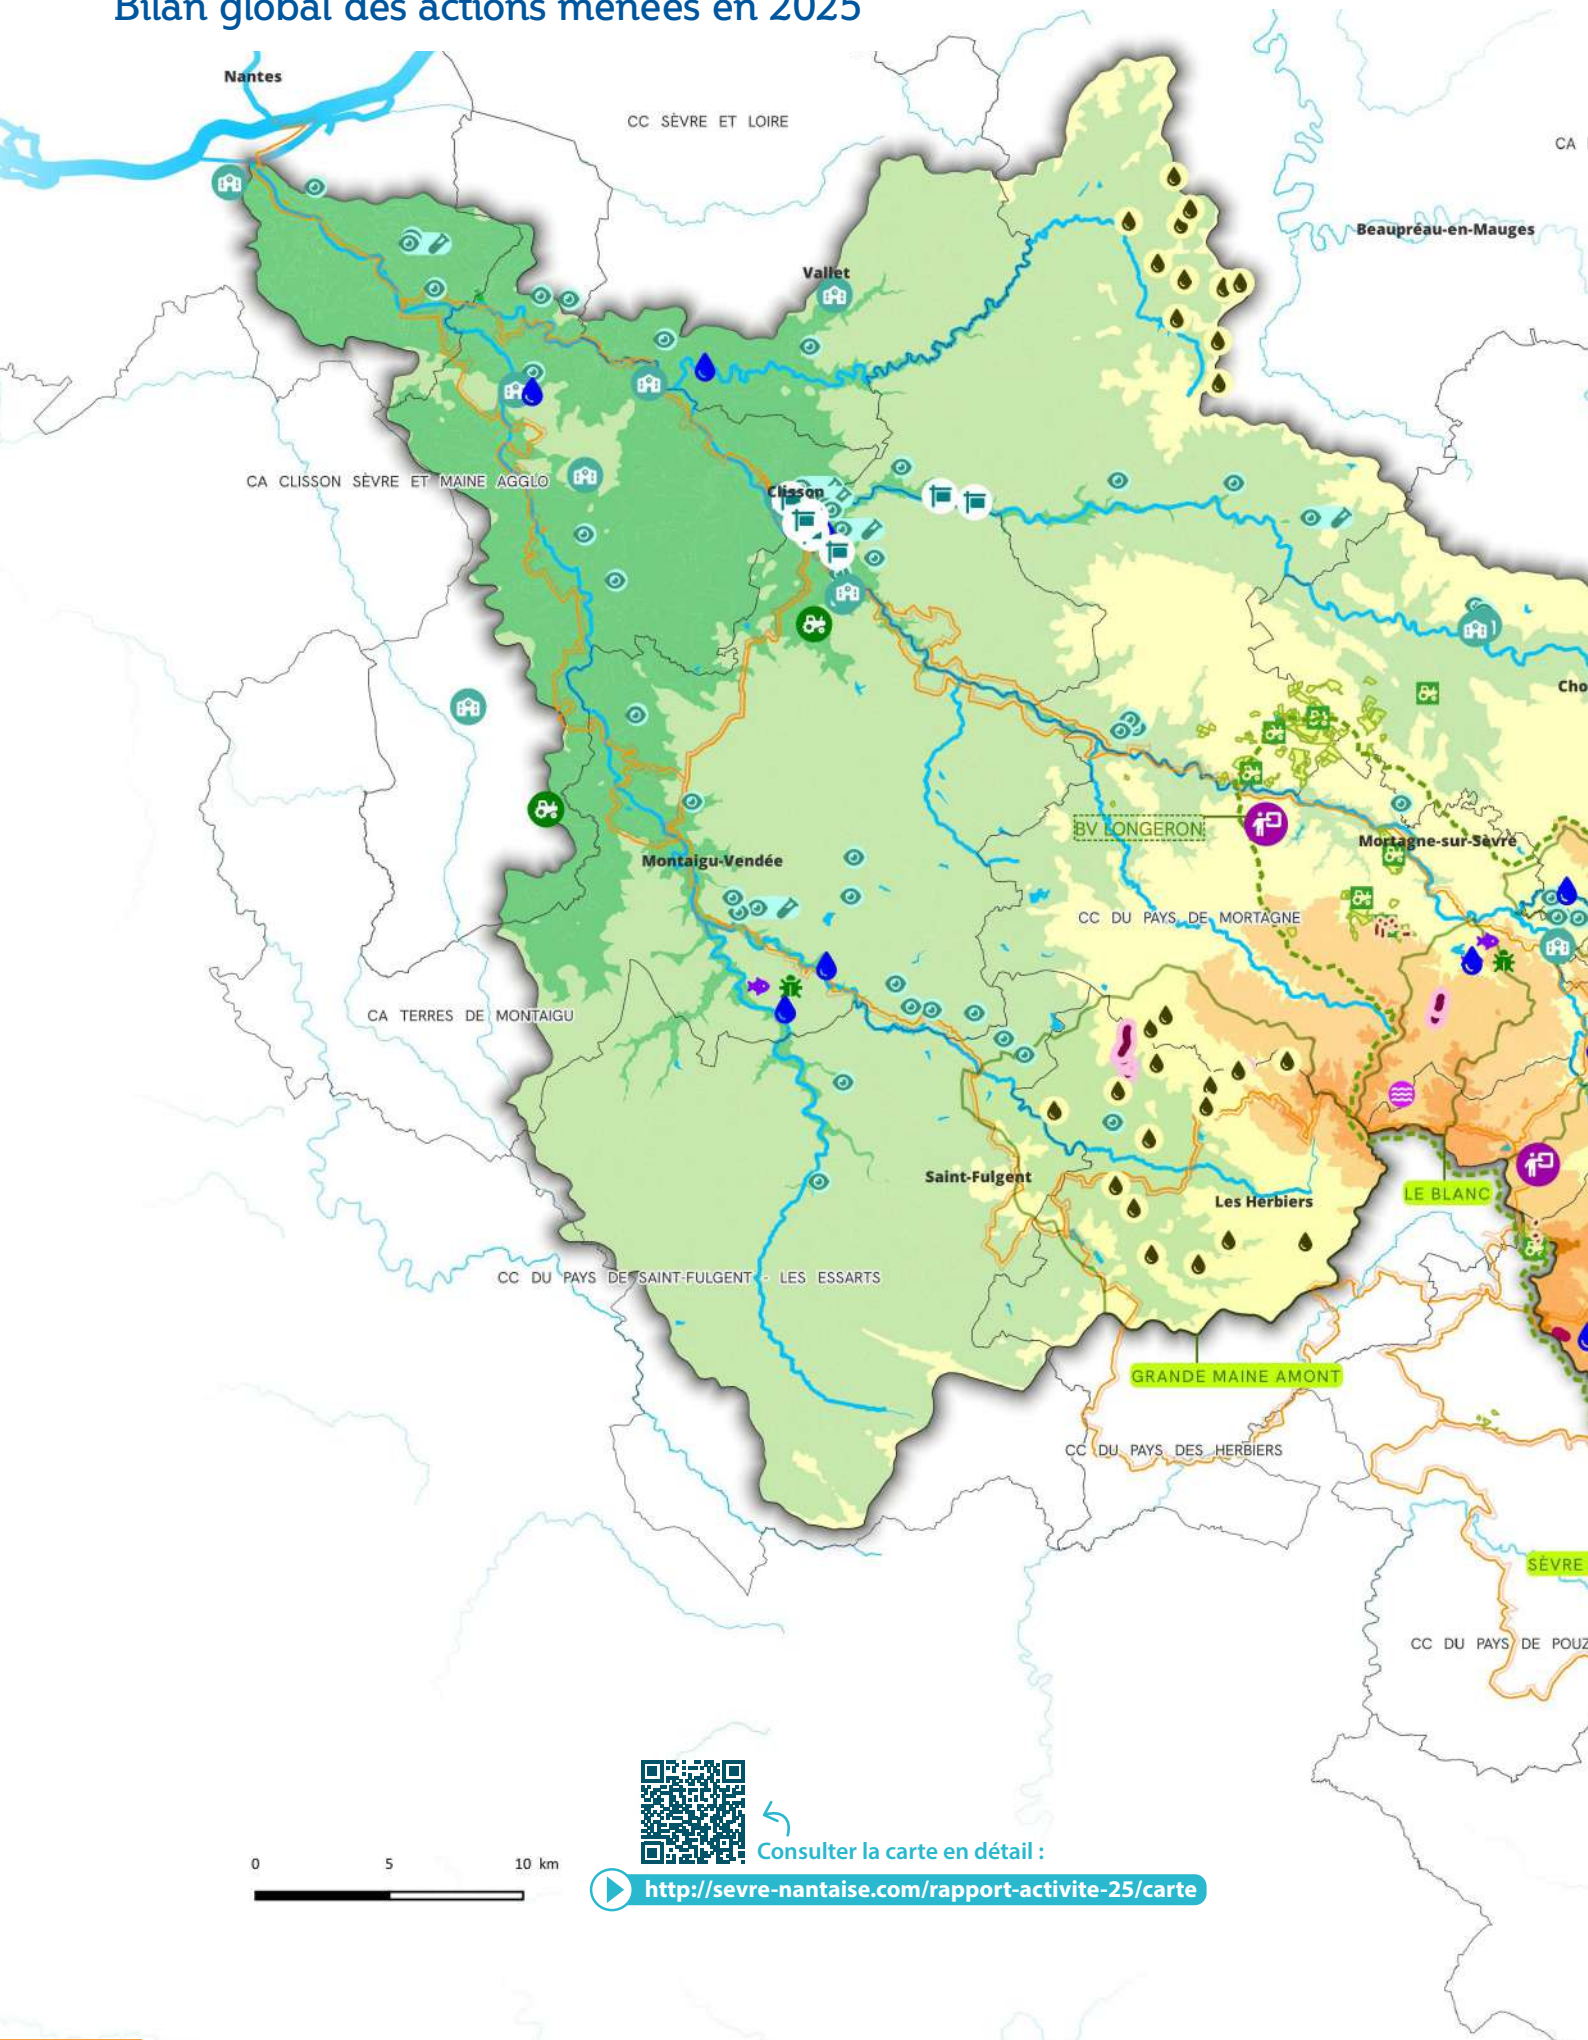 Bilan global des actions menées en 2025
Nantes
CC SÈVRE ET LOIRE
CA
Beaupréau-en-Mauges
Vallet
CA CLISSON SÈVRE ET MAINE AGGLO
Clisson
Cho
BV LONGERON
Mortagne-sur-Sèvre
Montaigu-Vendée
CC DU PAYS DE MORTAGNE
CA TERRES DE MONTAIGU
Saint-Fulgent
LE BLANC
Les Herbiers
CC DU PAYS DE SAINT-FULGENT - LES ESSARTS
GRANDE MAINE AMONT
CC DU PAYS DES HERBIERS
SÈVRE
CC DU PAYS DE POUZ
Consulter la carte en détail :
0 5 10 km
http://sevre-nantaise.com/rapport-activite-25/carte